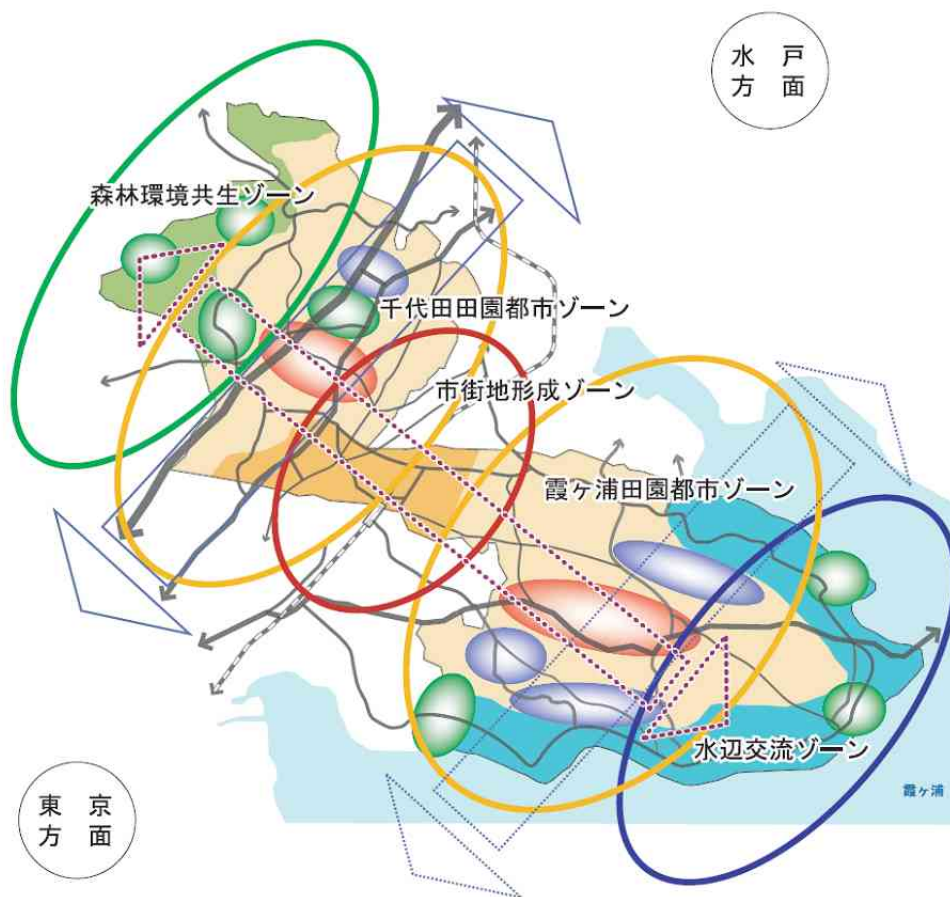 水戸
方面
森林環境共生ゾーン
千代田田園都市ゾーン
市街地形成ゾーン
霞ヶ浦田園都市ゾーン
水辺交流ゾーン
霞ヶ浦
東京
方面